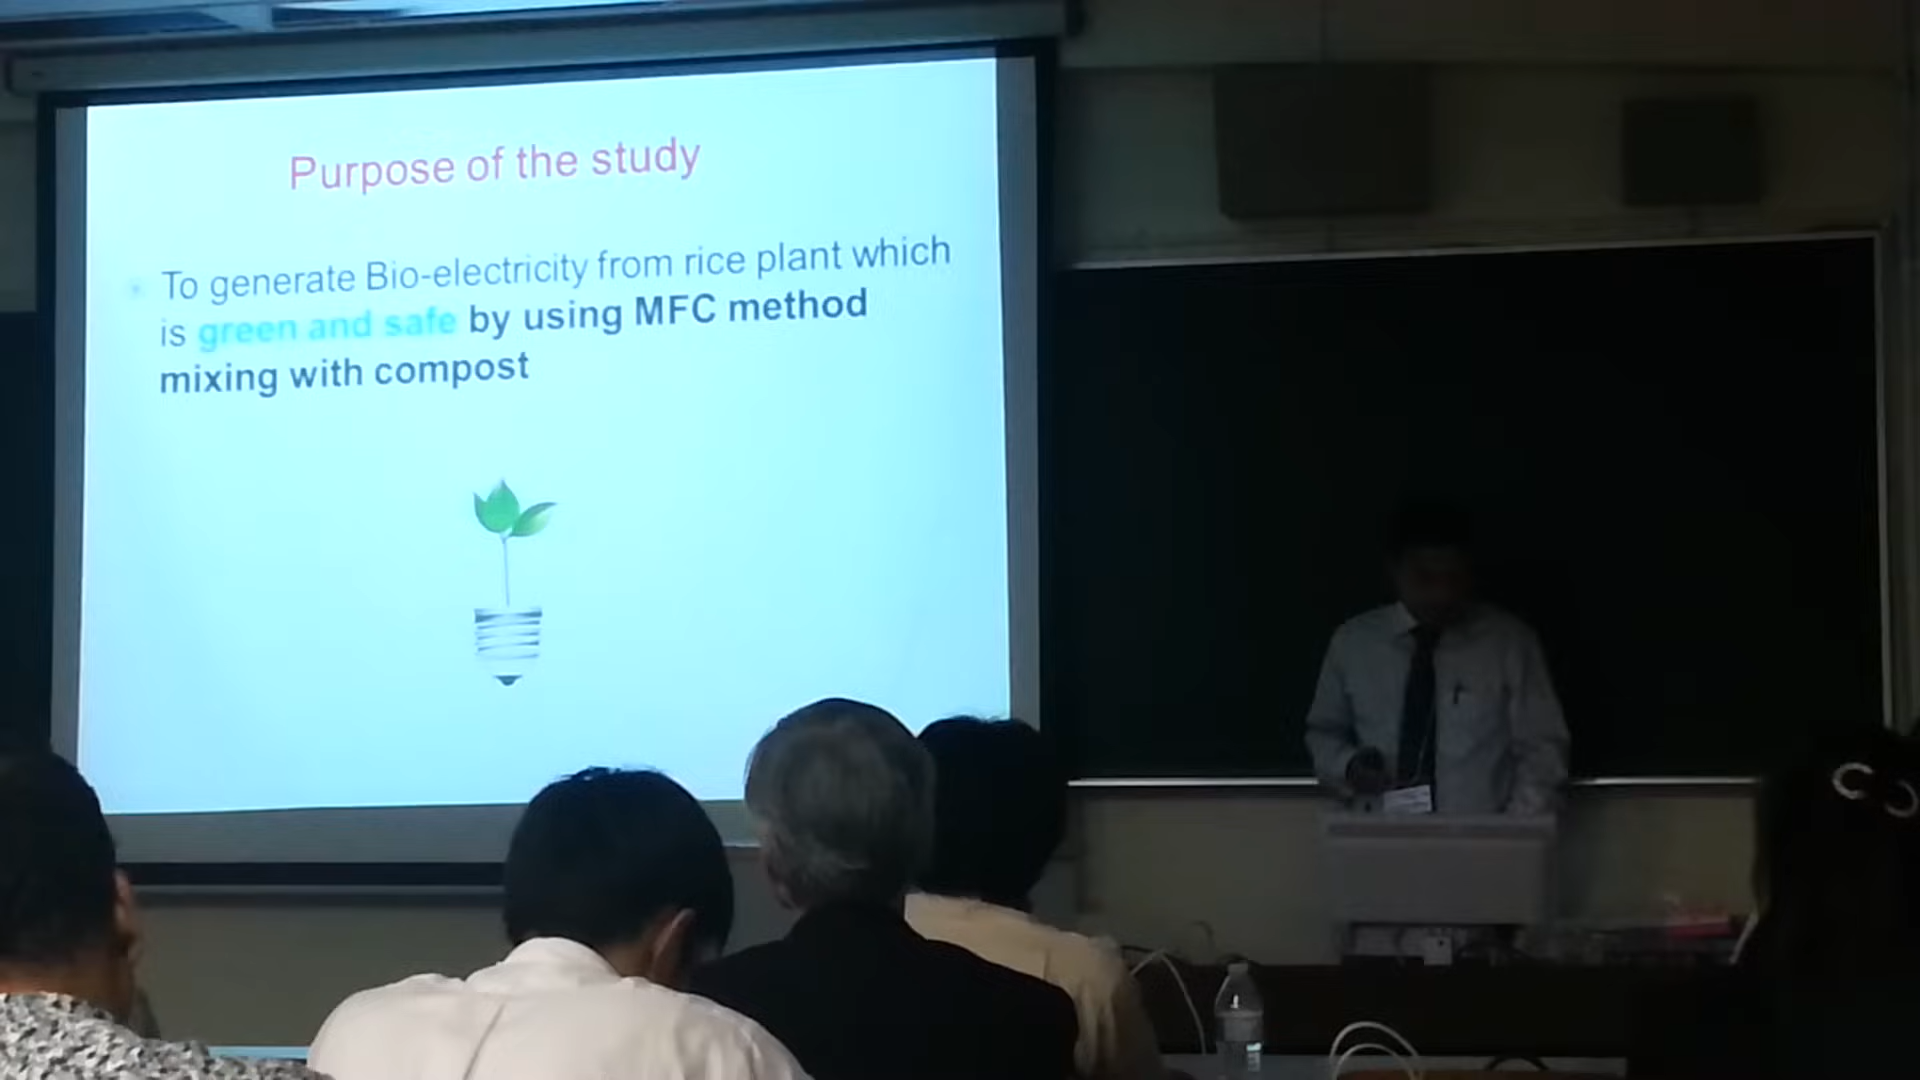 Purpose of the study
To generate Bio-electricity from rice plant which
is green and safe by using MFC method
mixing with compost